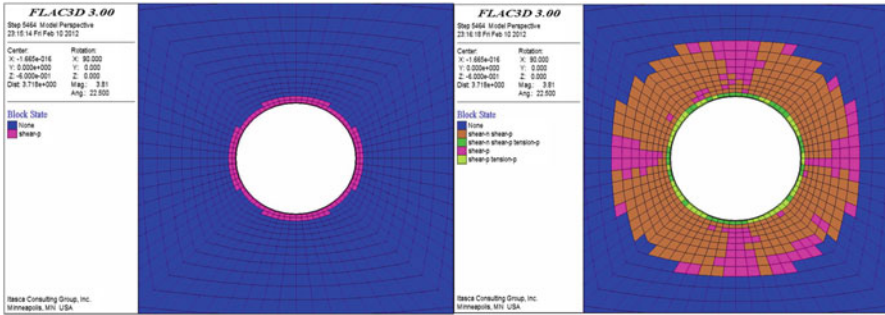 FLAC3D 3.00
Step 5464 Model Perspective
23:15:14 Fri Feb 10 2012
Center: Rotation:
X: -1.665e-016 X: 90.000
Y: 0.000e+000 Y: 0.000
Z: -6.000e-001 Z: 0.000
Dist: 3.718e+000 Mag.: 3.81
Ang.: 22.500
Block State
None
shear-p
Itasca Consulting Group, Inc.
Minneapolis, MN USA
FLAC3D 3.00
Step 5464 Model Perspective
23:16:18 Fri Feb 10 2012
Center: Rotation:
X: -1.665e-016 X: 90.000
Y: 0.000e+000 Y: 0.000
Z: -6.000e-001 Z: 0.000
Dist: 3.718e+000 Mag.: 3.81
Ang.: 22.500
Block State
None
shear-n shear-p
shear-n shear-p tension-p
shear-p
shear-p tension-p
Itasca Consulting Group, Inc.
Minneapolis, MN USA